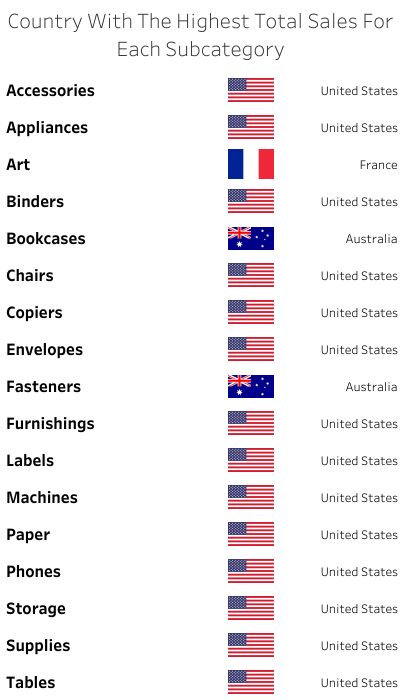 Country With The Highest Total Sales For
Each Subcategory
Accessories United States
Appliances United States
Art France
Binders United States
Bookcases Australia
Chairs United States
Copiers United States
Envelopes United States
Fasteners Australia
Furnishings United States
Labels United States
Machines United States
Paper United States
Phones United States
Storage United States
Supplies United States
Tables United States